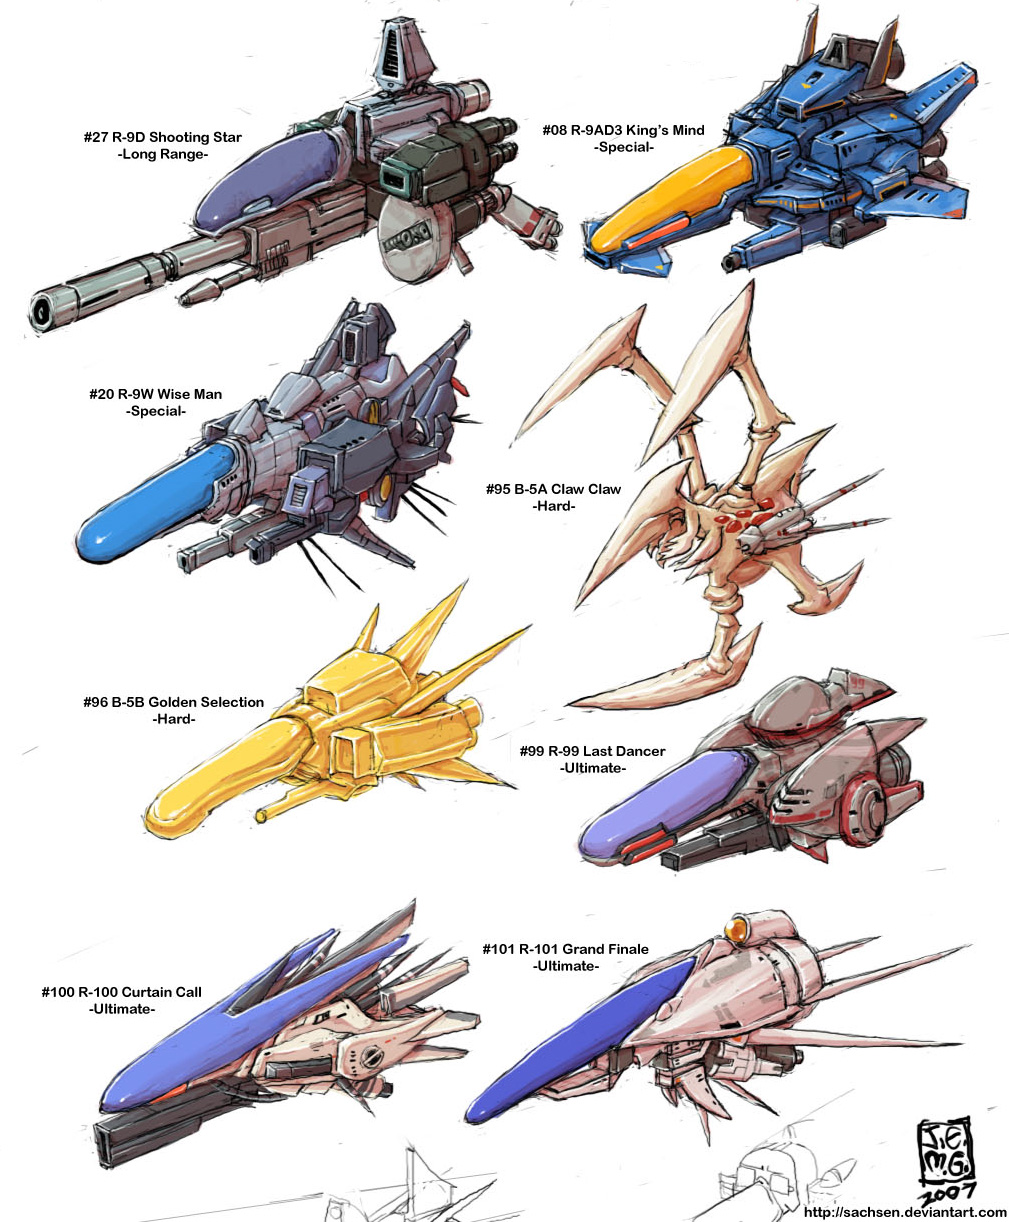 #27 R-9D Shooting Star
-Long Range-
#08 R-9AD3 King's Mind
-Special-
#20 R-9W Wise Man
-Special-
#95 B-5A Claw Claw
-Hard-
#96 B-5B Golden Selection
-Hard-
#99 R-99 Last Dancer
-Ultimate-
#100 R-100 Curtain Call
-Ultimate-
#101 R-101 Grand Finale
-Ultimate-
J.E.
M.G.
2007
http://sachsen.deviantart.com